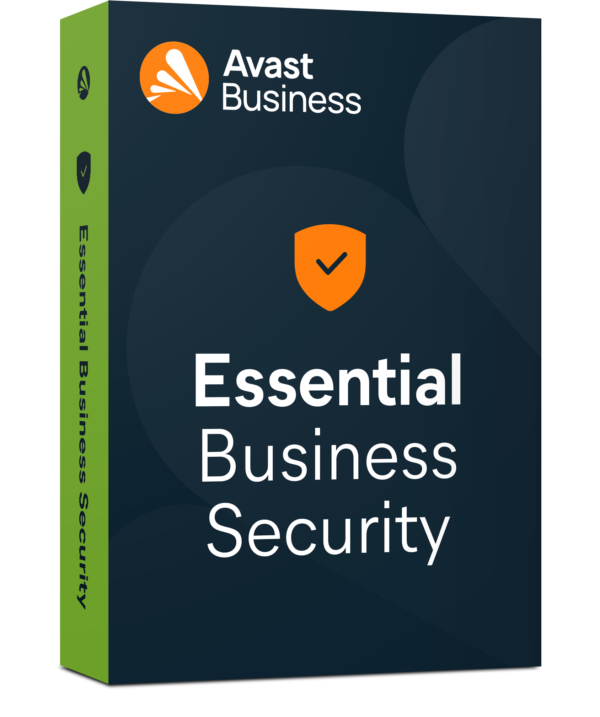 Avast
Business
Essential
Business
Security
Essential Business Security